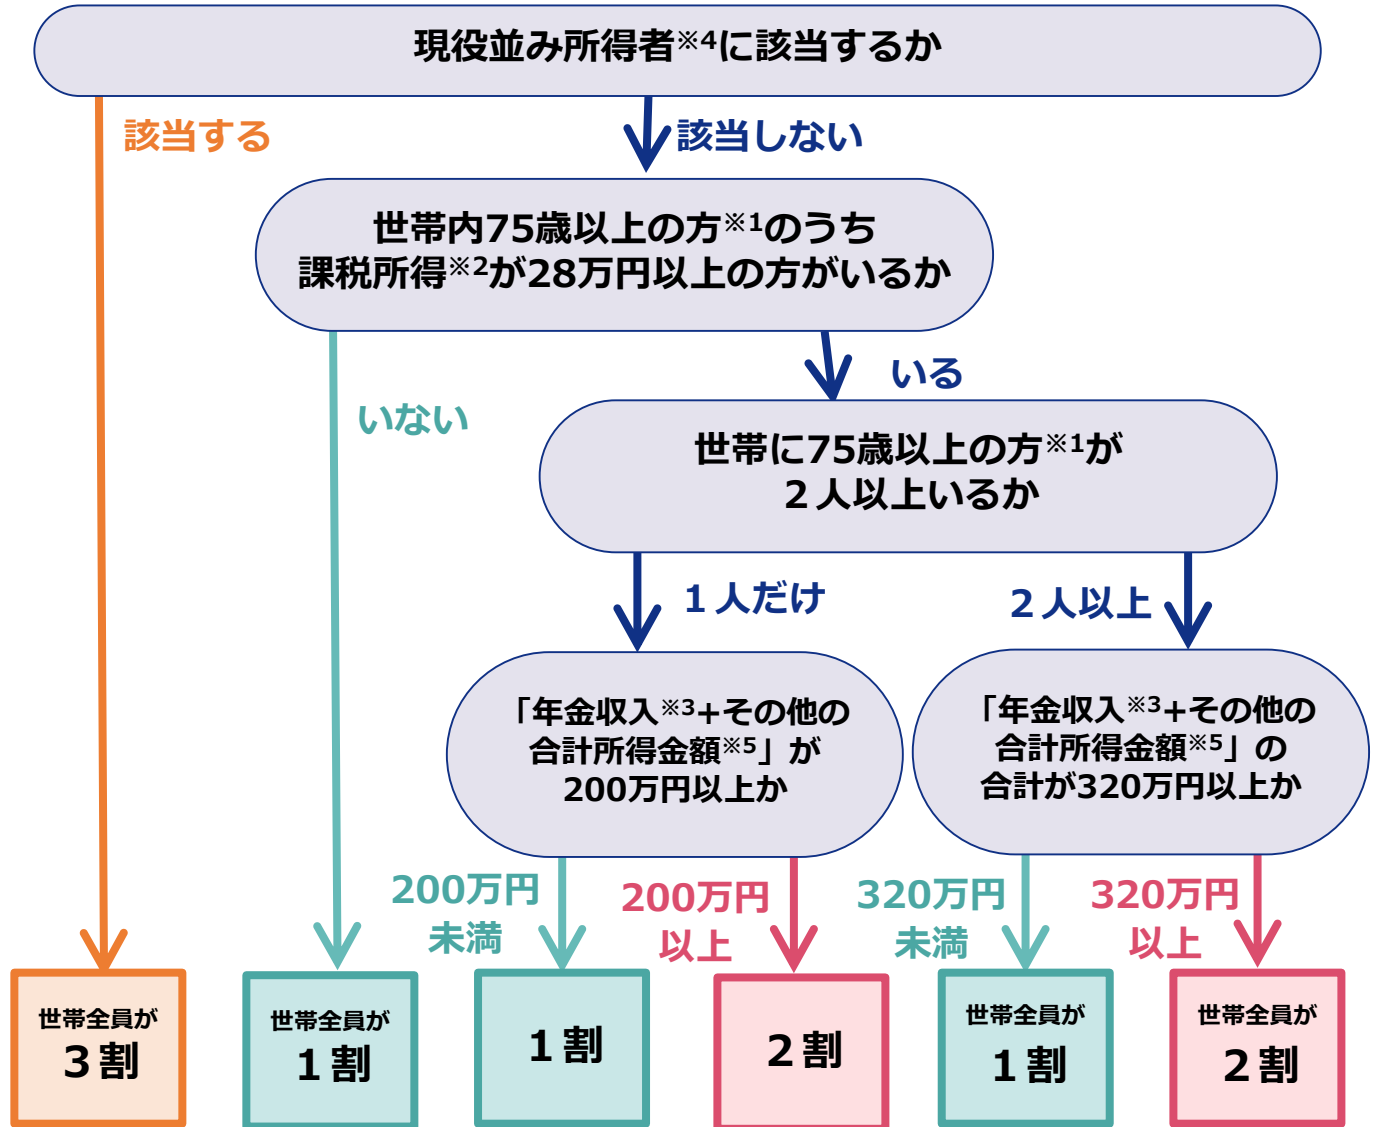 現役並み所得者※4に該当するか
該当する
該当しない
世帯内75歳以上の方※1のうち
課税所得※2が28万円以上の方がいるか
いない
いる
世帯に75歳以上の方※1が
２人以上いるか
１人だけ
２人以上
「年金収入※3+その他の
合計所得金額※5」が
200万円以上か
「年金収入※3+その他の
合計所得金額※5」の
合計が320万円以上か
200万円
未満
200万円
以上
320万円
未満
320万円
以上
世帯全員が
３割
世帯全員が
１割
１割
２割
世帯全員が
１割
世帯全員が
２割